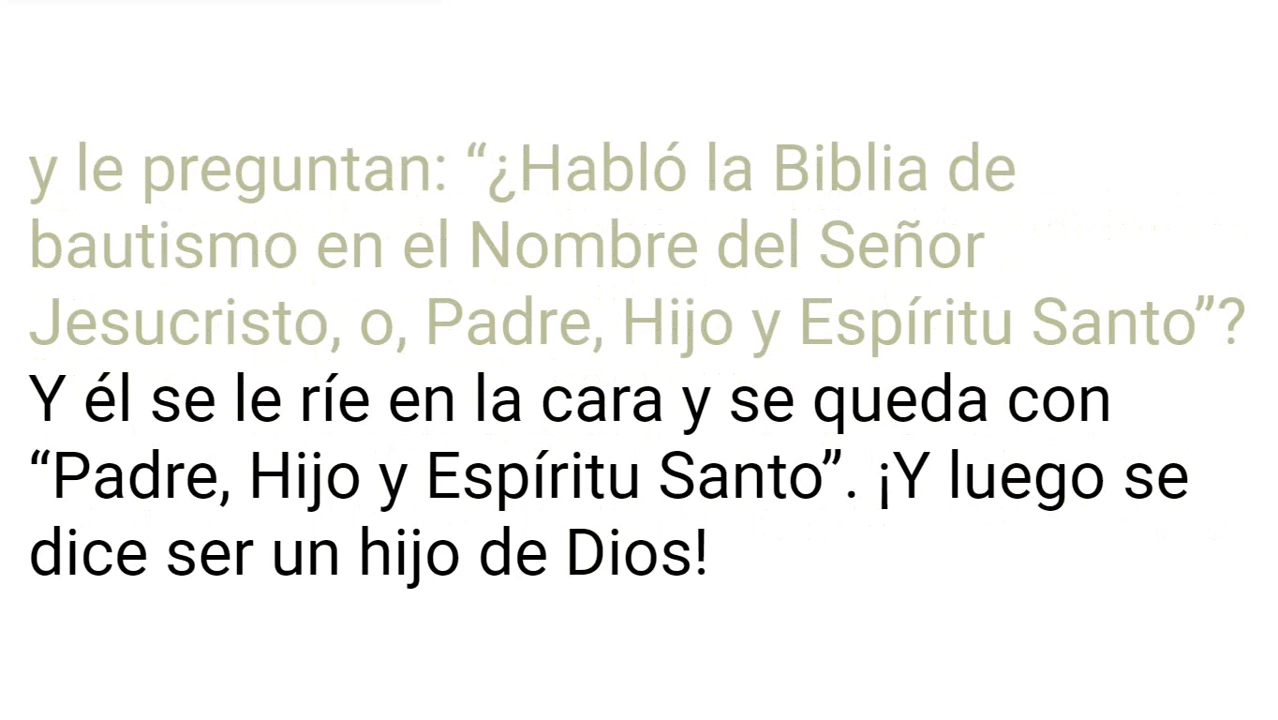 y le preguntan: “¿Habló la Biblia de
bautismo en el Nombre del Señor
Jesucristo, o, Padre, Hijo y Espíritu Santo”?
Y él se le ríe en la cara y se queda con
“Padre, Hijo y Espíritu Santo”. ¡Y luego se
dice ser un hijo de Dios!